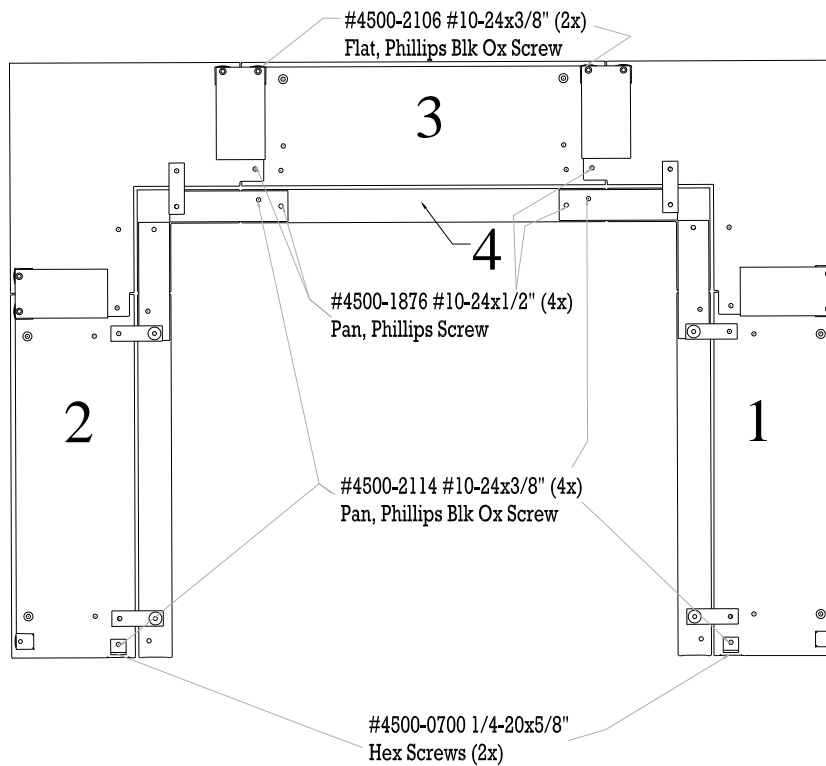 #4500-2106 #10-24x3/8" (2x)
Flat, Phillips Blk Ox Screw
3
4
#4500-1876 #10-24x1/2" (4x)
Pan, Phillips Screw
2
1
#4500-2114 #10-24x3/8" (4x)
Pan, Phillips Blk Ox Screw
#4500-0700 1/4-20x5/8"
Hex Screws (2x)